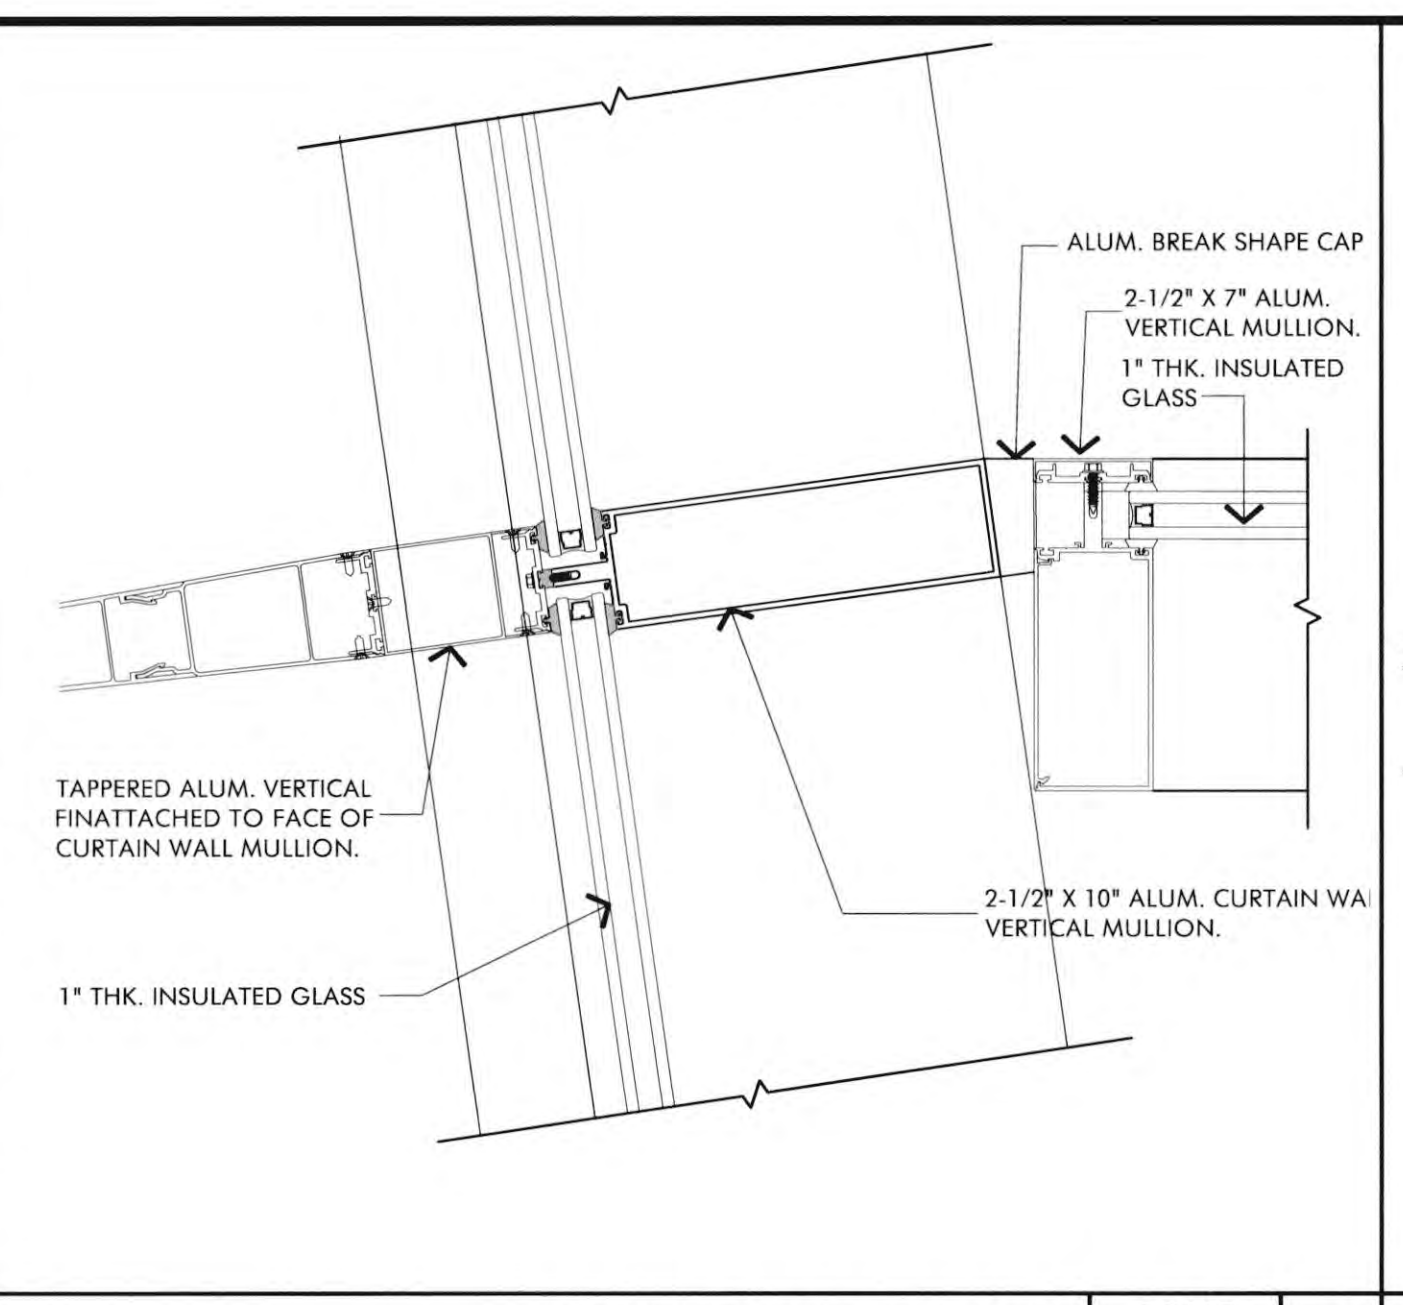 ALUM. BREAK SHAPE CAP
2-1/2" X 7" ALUM.
VERTICAL MULLION.
1" THK. INSULATED
GLASS
TAPPERED ALUM. VERTICAL
FINATTACHED TO FACE OF
CURTAIN WALL MULLION.
2-1/2" X 10" ALUM. CURTAIN
VERTICAL MULLION.
1" THK. INSULATED GLASS